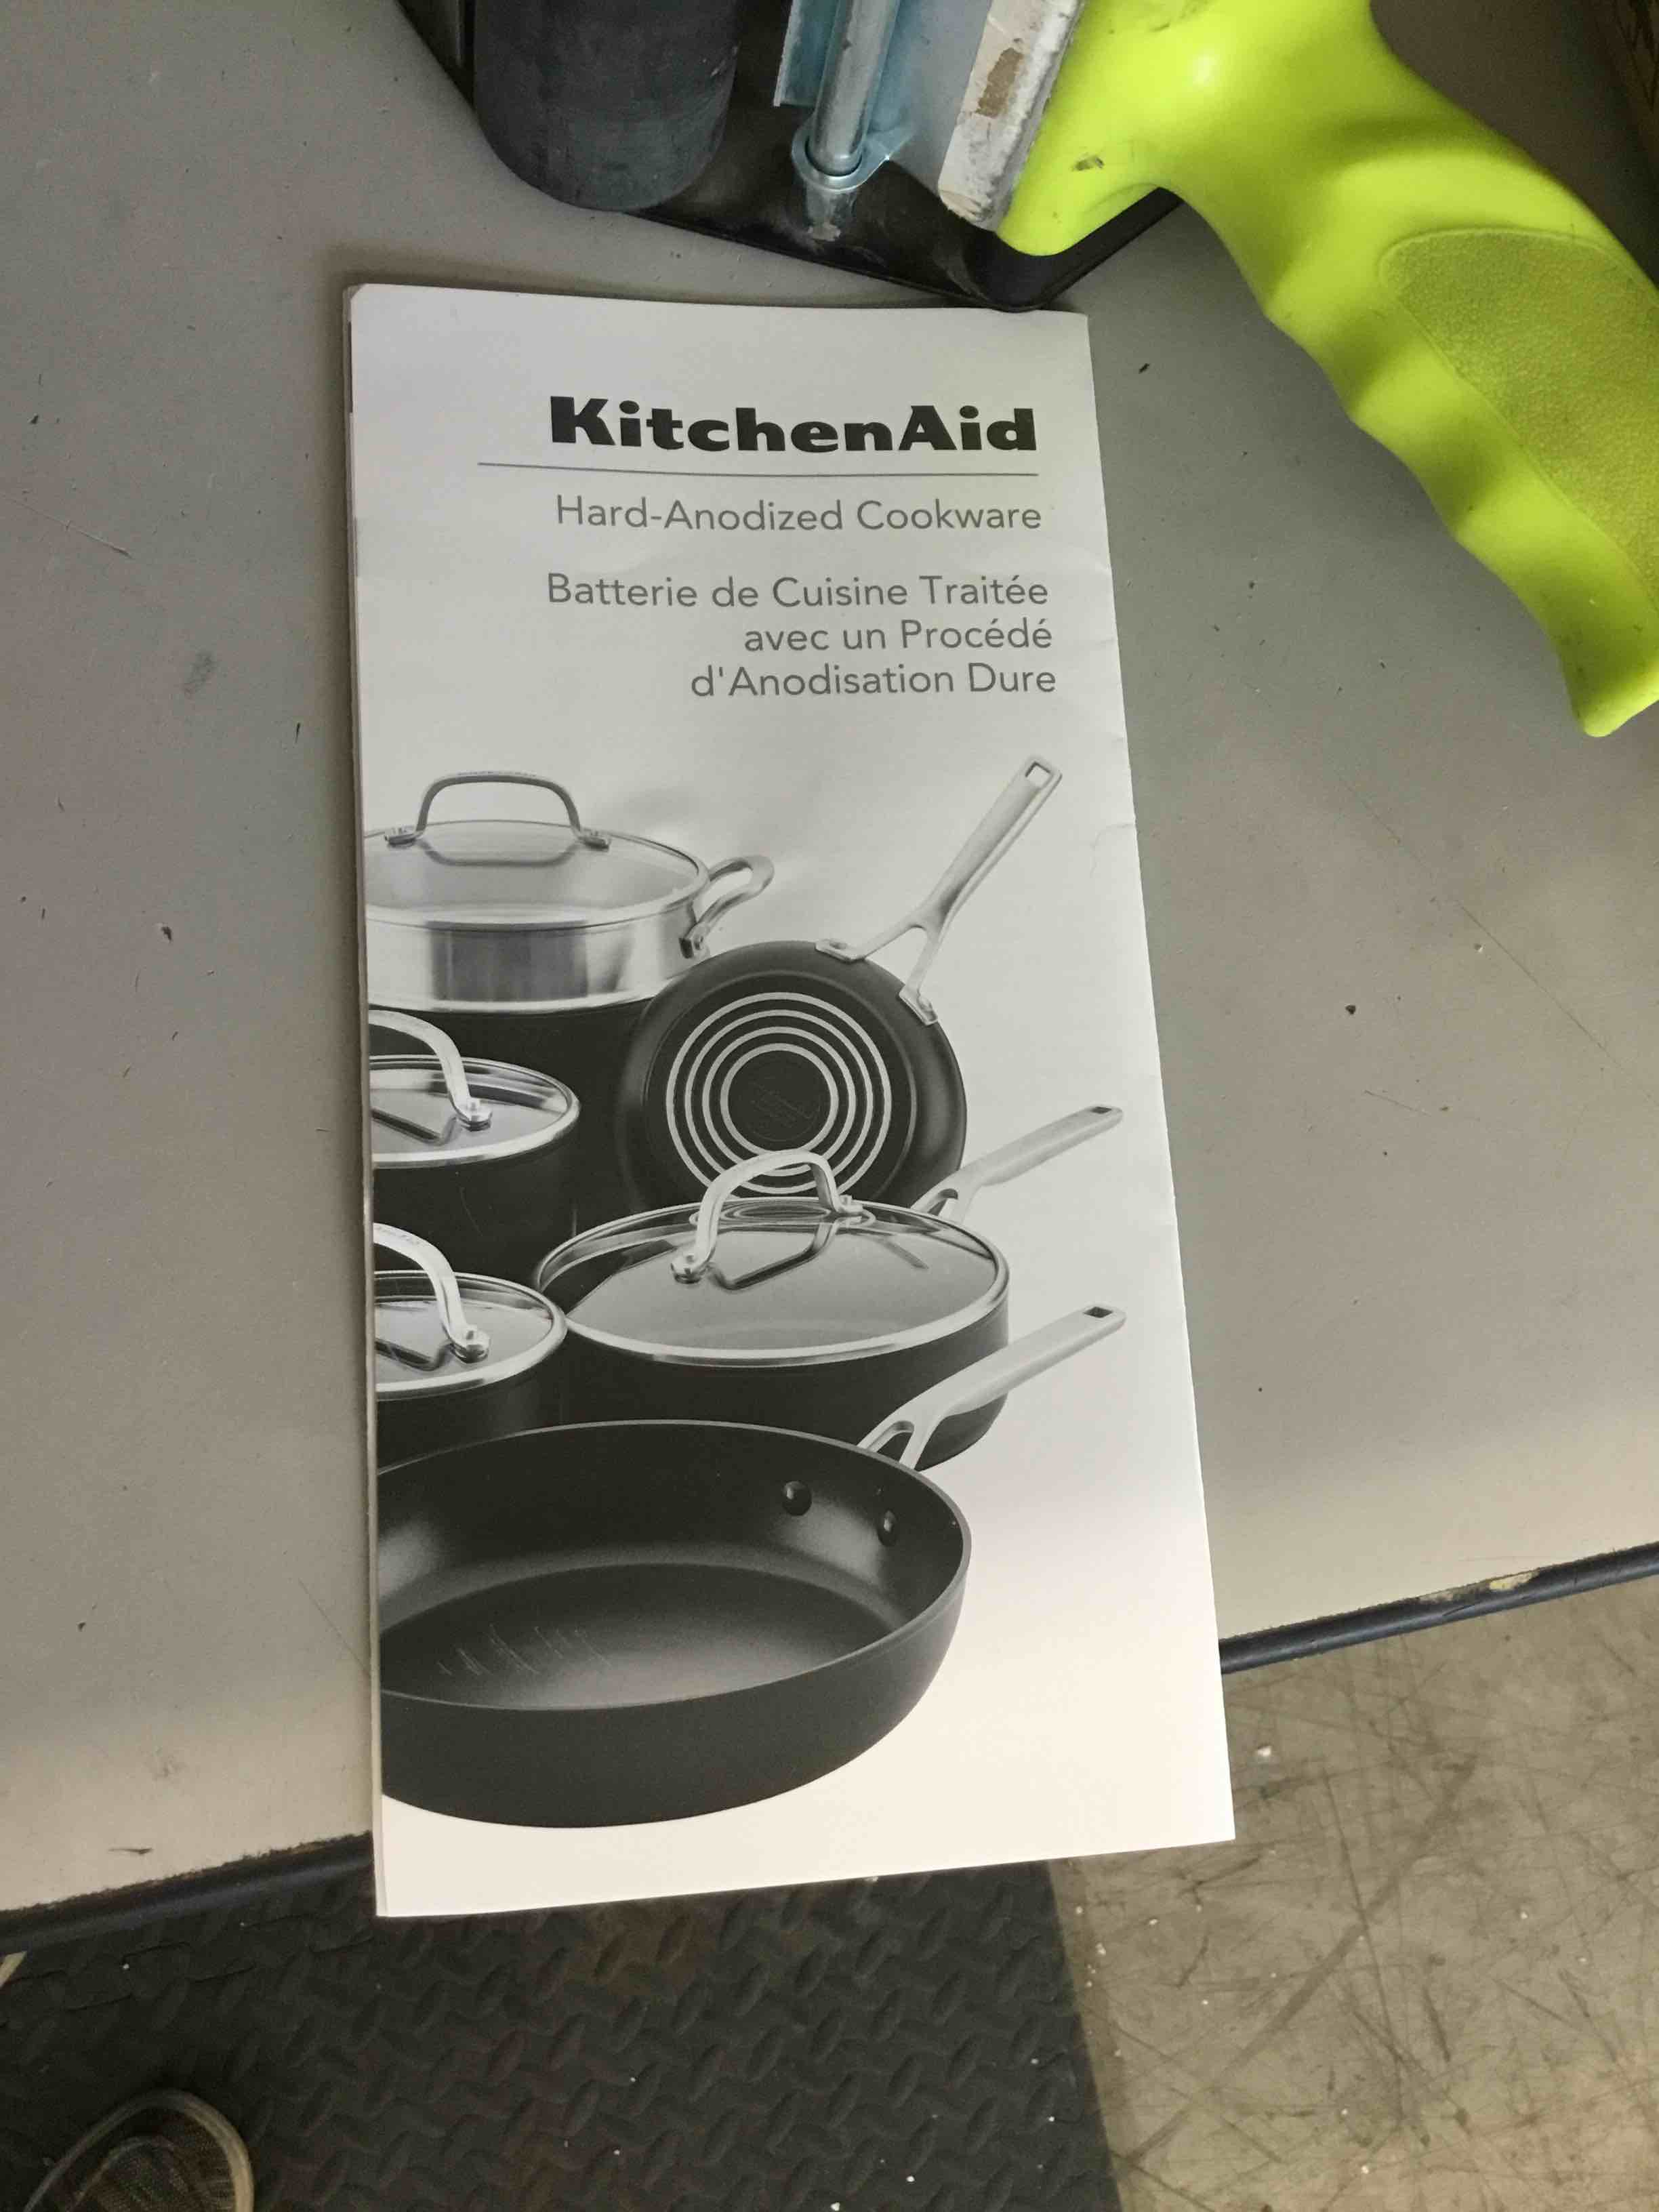 KitchenAid
Hard-Anodized Cookware
Batterie de Cuisine Traitée
avec un Procédé
d'Anodisation Dure